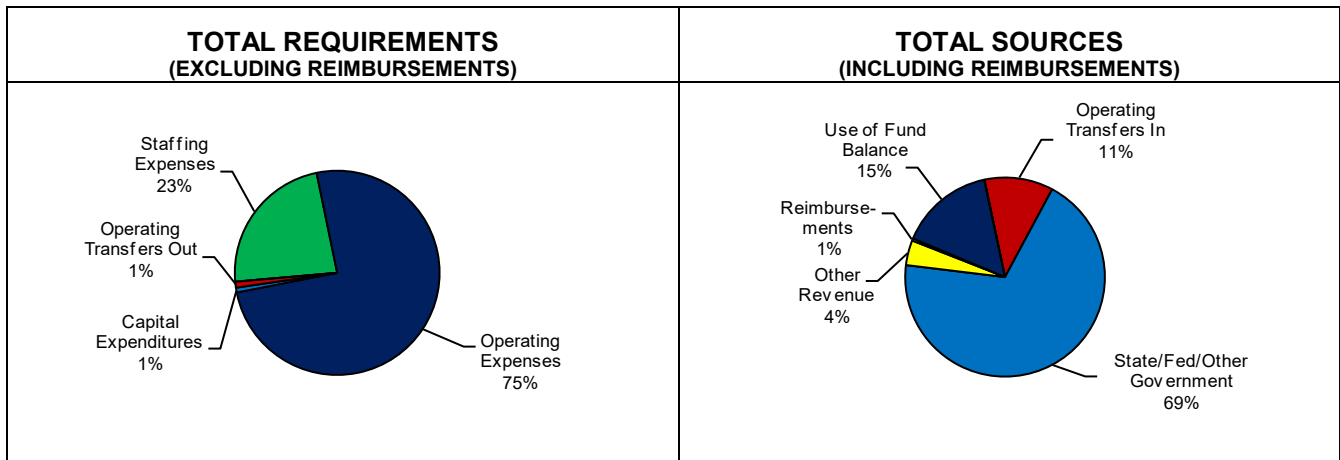 TOTAL REQUIREMENTS
(EXCLUDING REIMBURSEMENTS)
Staffing
Expenses
23%
Operating
Transfers Out
1%
Capital
Expenditures
1%
Operating
Expenses
75%
TOTAL SOURCES
(INCLUDING REIMBURSEMENTS)
Operating
Transfers In
11%
Use of Fund
Balance
15%
Reimburse-
ments
1%
Other
Revenue
4%
State/Fed/Other
Government
69%